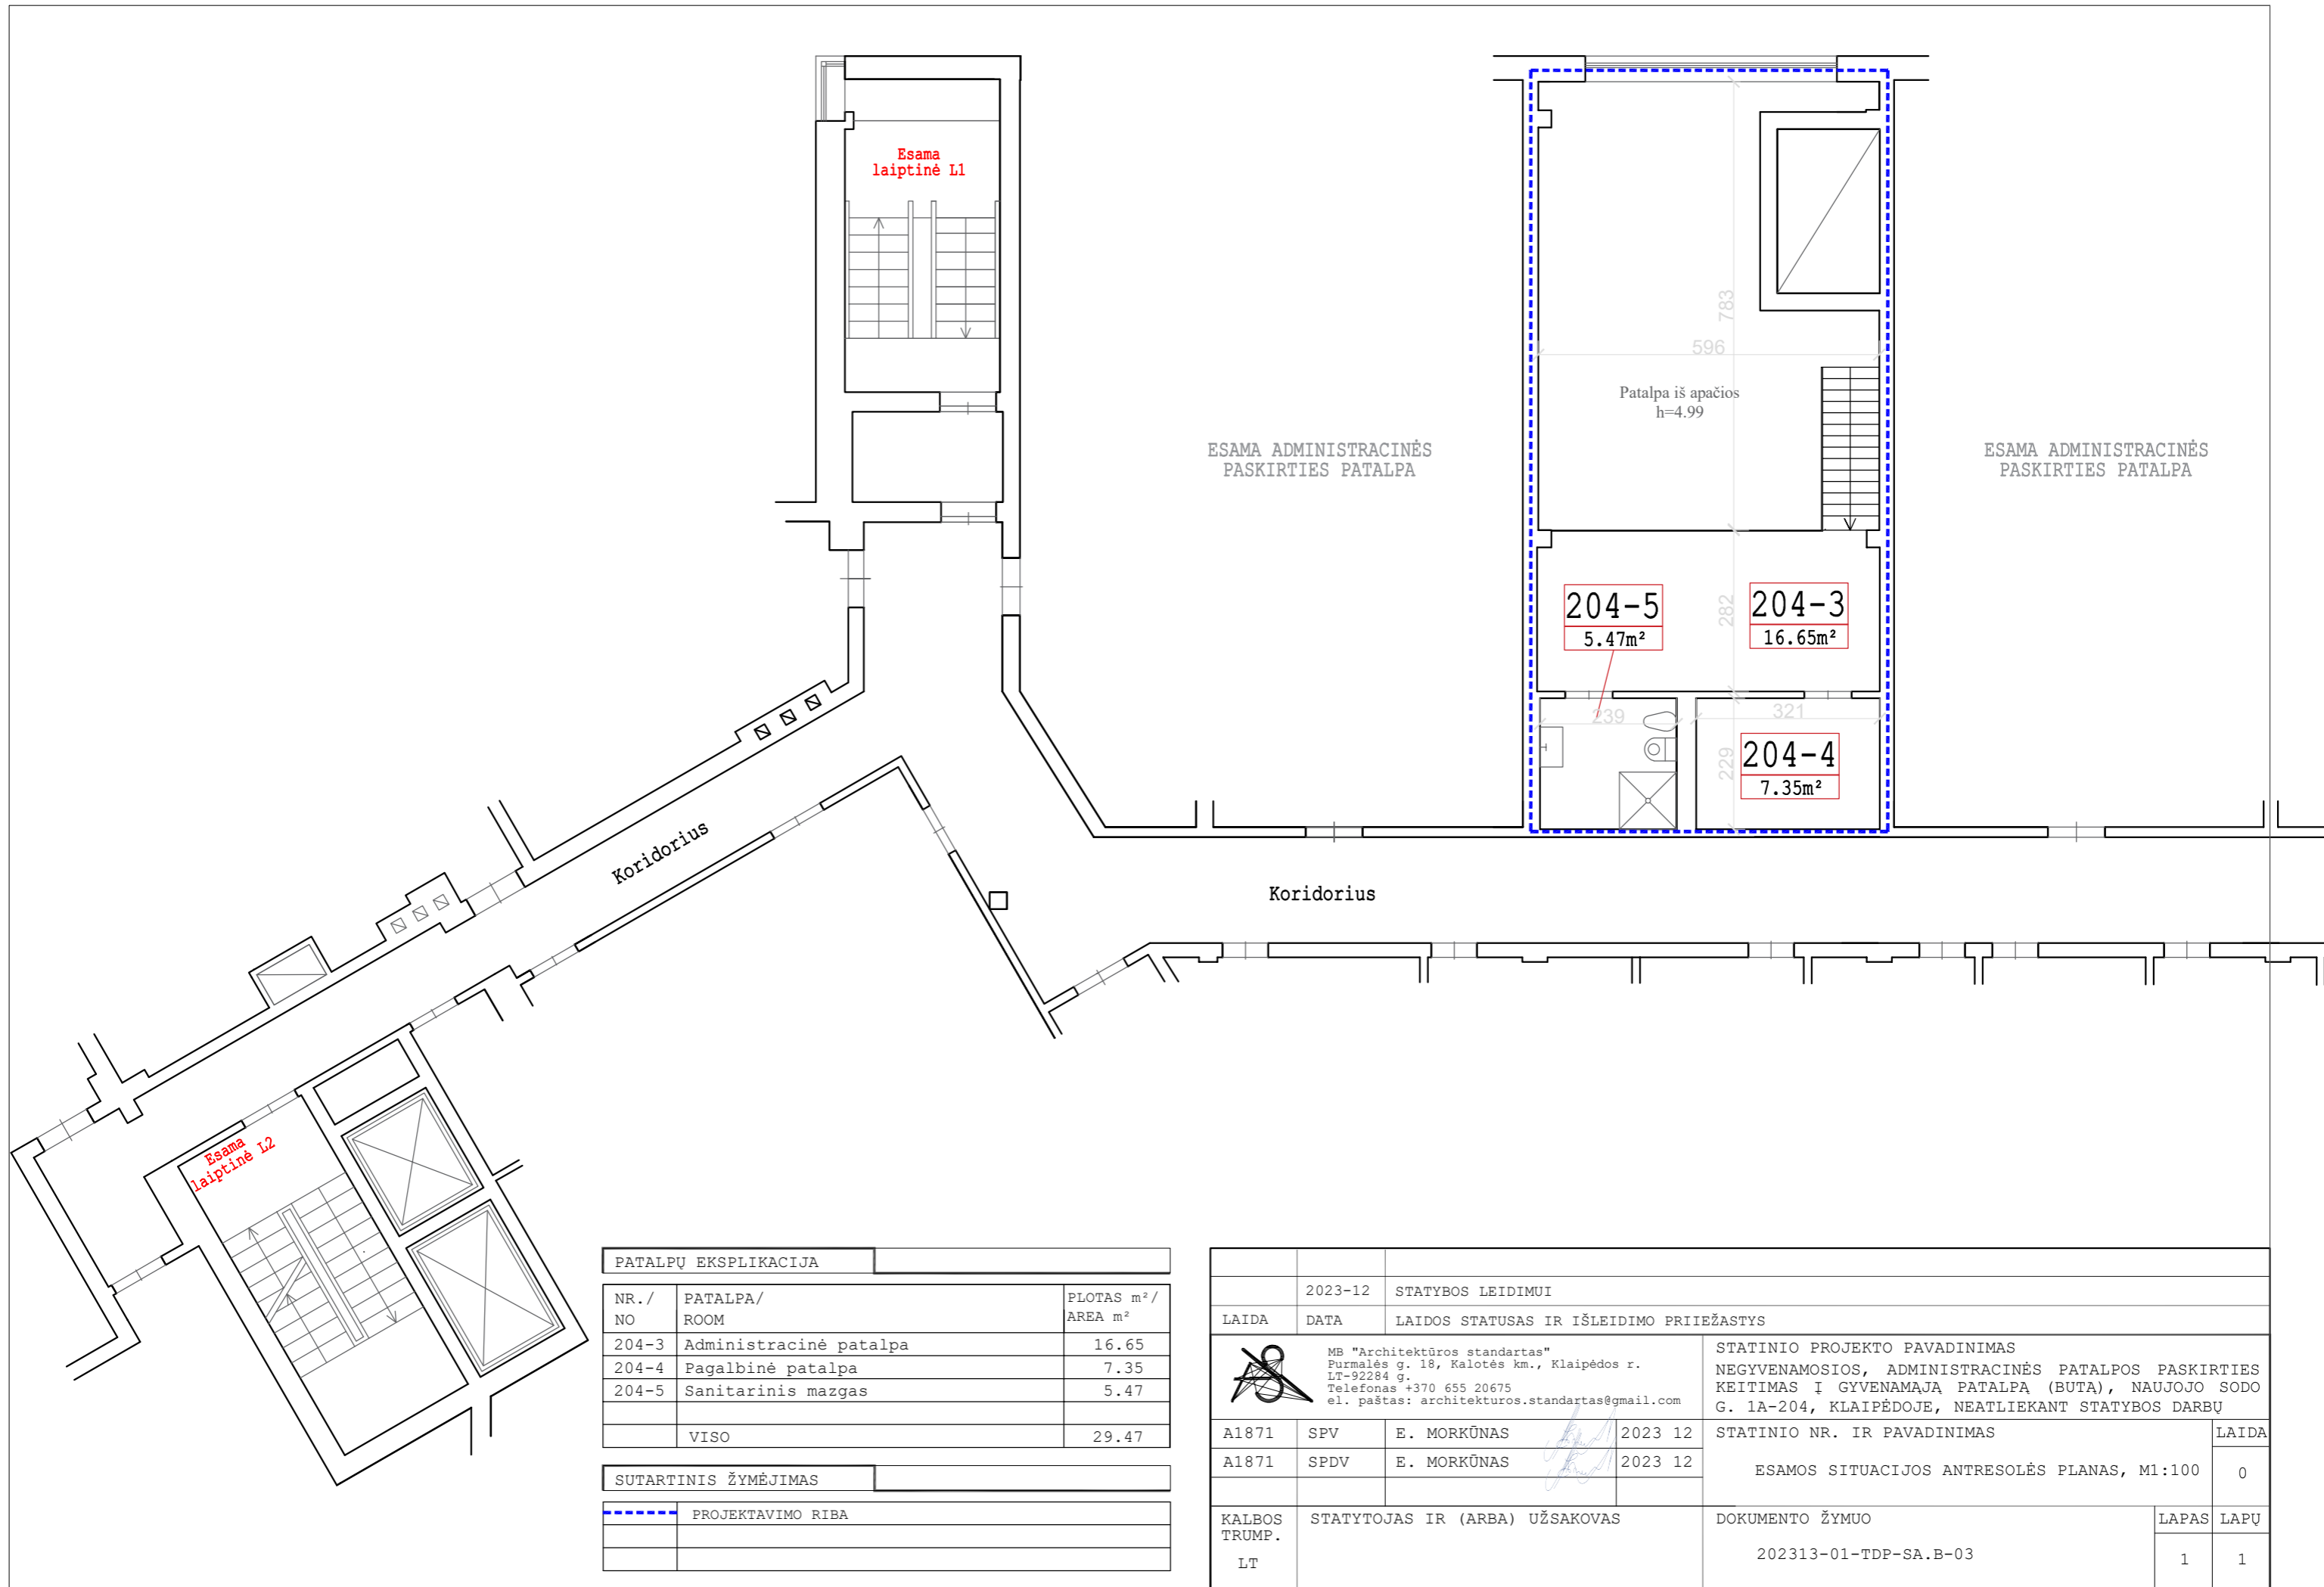 Esama
laiptinė L1
783
596
Patalpa iš apačios
h=4.99
ESAMA ADMINISTRACINĖS
PASKIRTIES PATALPA
ESAMA ADMINISTRACINĖS
PASKIRTIES PATALPA
204-5
5.47m²
282
204-3
16.65m²
239
321
229
204-4
7.35m²
Koridorius
Koridorius
Esama
laiptinė L2
PATALPŲ EKSPLIKACIJA
NR./ PATALPA/ PLOTAS m²/
NO ROOM AREA m²
204-3 Administracinė patalpa 16.65
204-4 Pagalbinė patalpa 7.35
204-5 Sanitarinis mazgas 5.47
VISO 29.47
SUTARTINIS ŽYMĖJIMAS
PROJEKTAVIMO RIBA
2023-12 STATYBOS LEIDIMUI
LAIDA DATA LAIDOS STATUSAS IR IŠLEIDIMO PRIIEŽASTYS
MB "Architektūros standartas"
Purmalės g. 18, Kalotės km., Klaipėdos r.
LT-92284 g.
Telefonas +370 655 20675
el. paštas: architekturos.standartas@gmail.com
STATINIO PROJEKTO PAVADINIMAS
NEGYVENAMOSIOS, ADMINISTRACINĖS PATALPOS PASKIRTIES
KEITIMAS Į GYVENAMĄJĄ PATALPĄ (BUTĄ), NAUJOJO SODO
G. 1A-204, KLAIPĖDOJE, NEATLIEKANT STATYBOS DARBŲ
A1871 SPV E. MORKŪNAS 2023 12
A1871 SPDV E. MORKŪNAS 2023 12
STATINIO NR. IR PAVADINIMAS LAIDA
ESAMOS SITUACIJOS ANTRESOLĖS PLANAS, M1:100 0
KALBOS
TRUMP.
LT
STATYTOJAS IR (ARBA) UŽSAKOVAS
DOKUMENTO ŽYMUO LAPAS LAPŲ
202313-01-TDP-SA.B-03 1 1